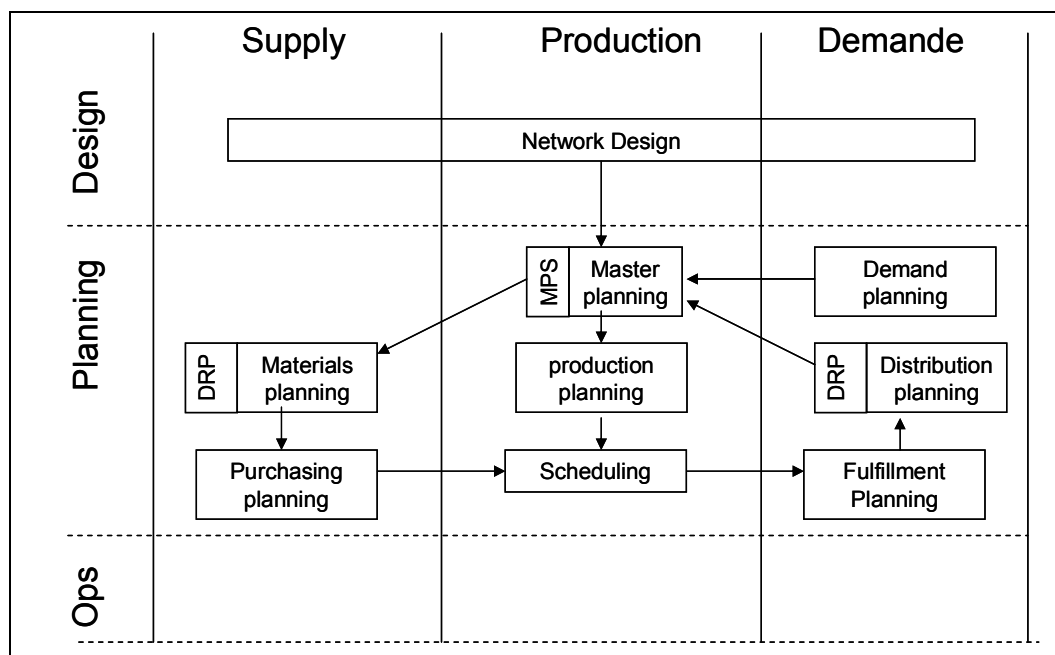 Supply
Production
Demande
Design
Network Design
Planning
MPS
Master
planning
Demand
planning
DRP
Materials
planning
production
planning
DRP
Distribution
planning
Purchasing
planning
Scheduling
Fulfillment
Planning
Ops